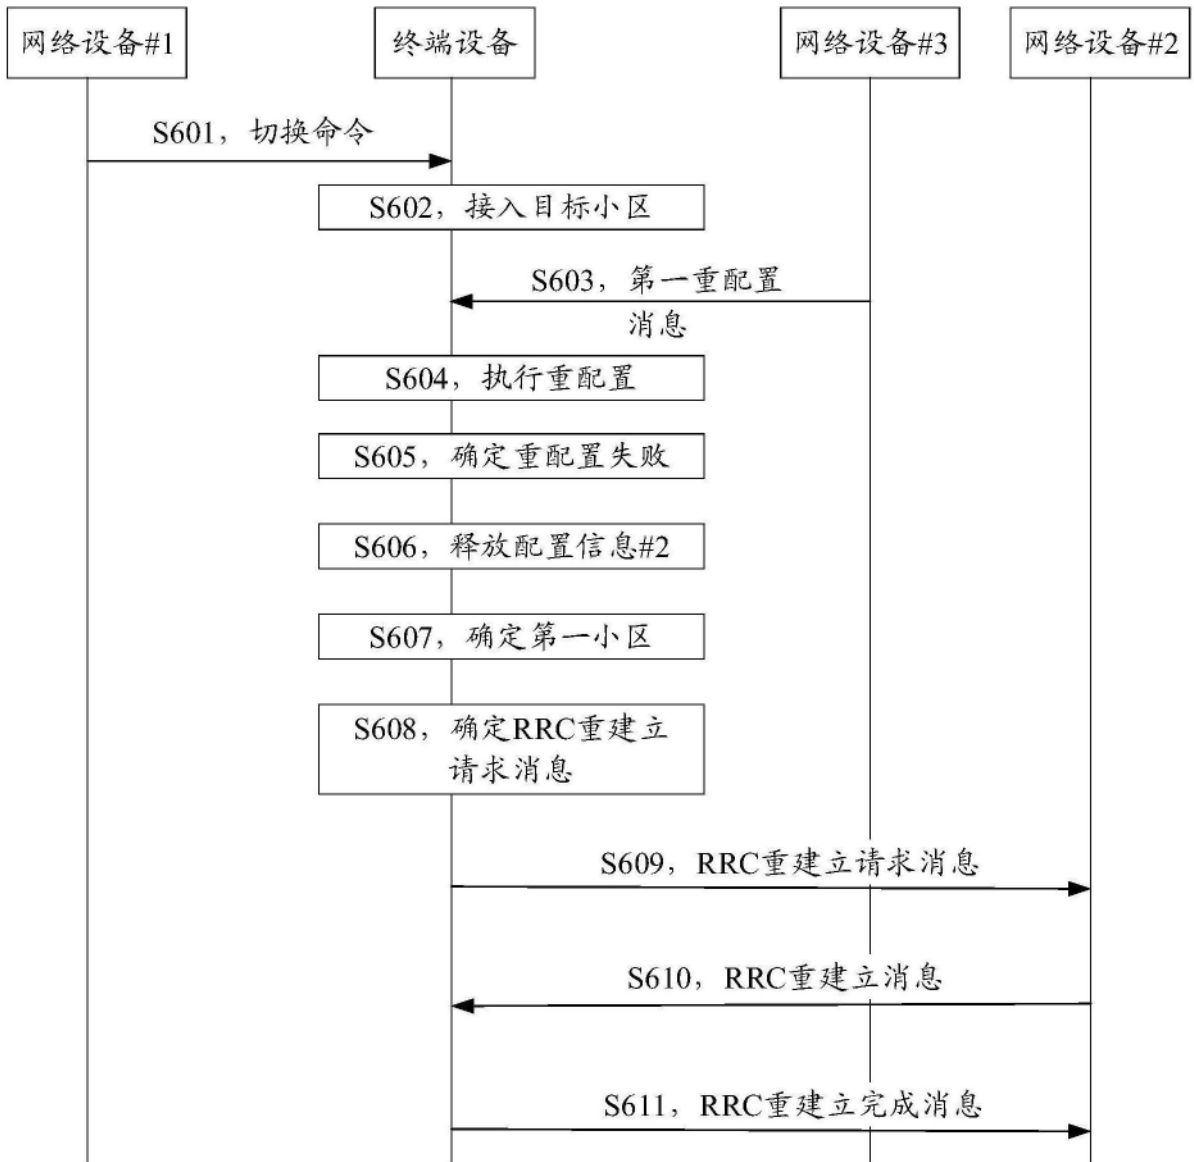 网络设备#1
终端设备
网络设备#3
网络设备#2
S601，切换命令
S602，接入目标小区
S603，第一重配置
消息
S604，执行重配置
S605，确定重配置失败
S606，释放配置信息#2
S607，确定第一小区
S608，确定RRC重建立
请求消息
S609，RRC重建立请求消息
S610，RRC重建立消息
S611，RRC重建立完成消息